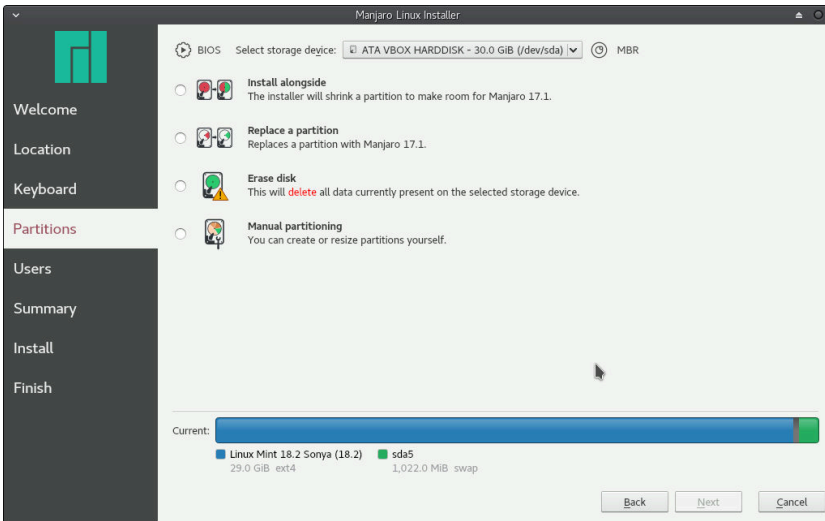 Manjaro Linux Installer
BIOS Select storage device: ATA VBOX HARDDISK - 30.0 GiB (/dev/sda) MBR
Welcome
Location
Keyboard
Partitions
Users
Summary
Install
Finish
Install alongside
The installer will shrink a partition to make room for Manjaro 17.1.
Replace a partition
Replaces a partition with Manjaro 17.1.
Erase disk
This will delete all data currently present on the selected storage device.
Manual partitioning
You can create or resize partitions yourself.
Current:
Linux Mint 18.2 Sonya (18.2) sda5
29.0 GiB ext4 1,022.0 MiB swap
Back Next Cancel